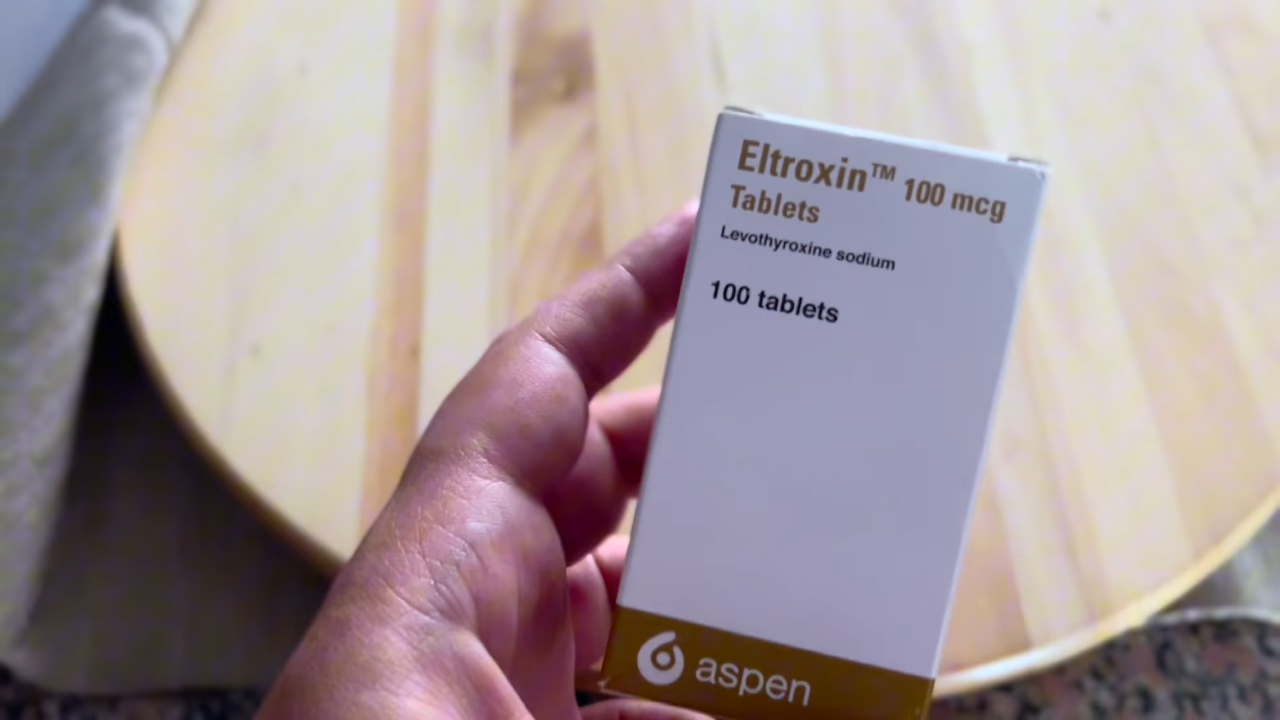 Eltroxin™ 100 mcg
Tablets
Levothyroxine sodium
100 tablets
aspen